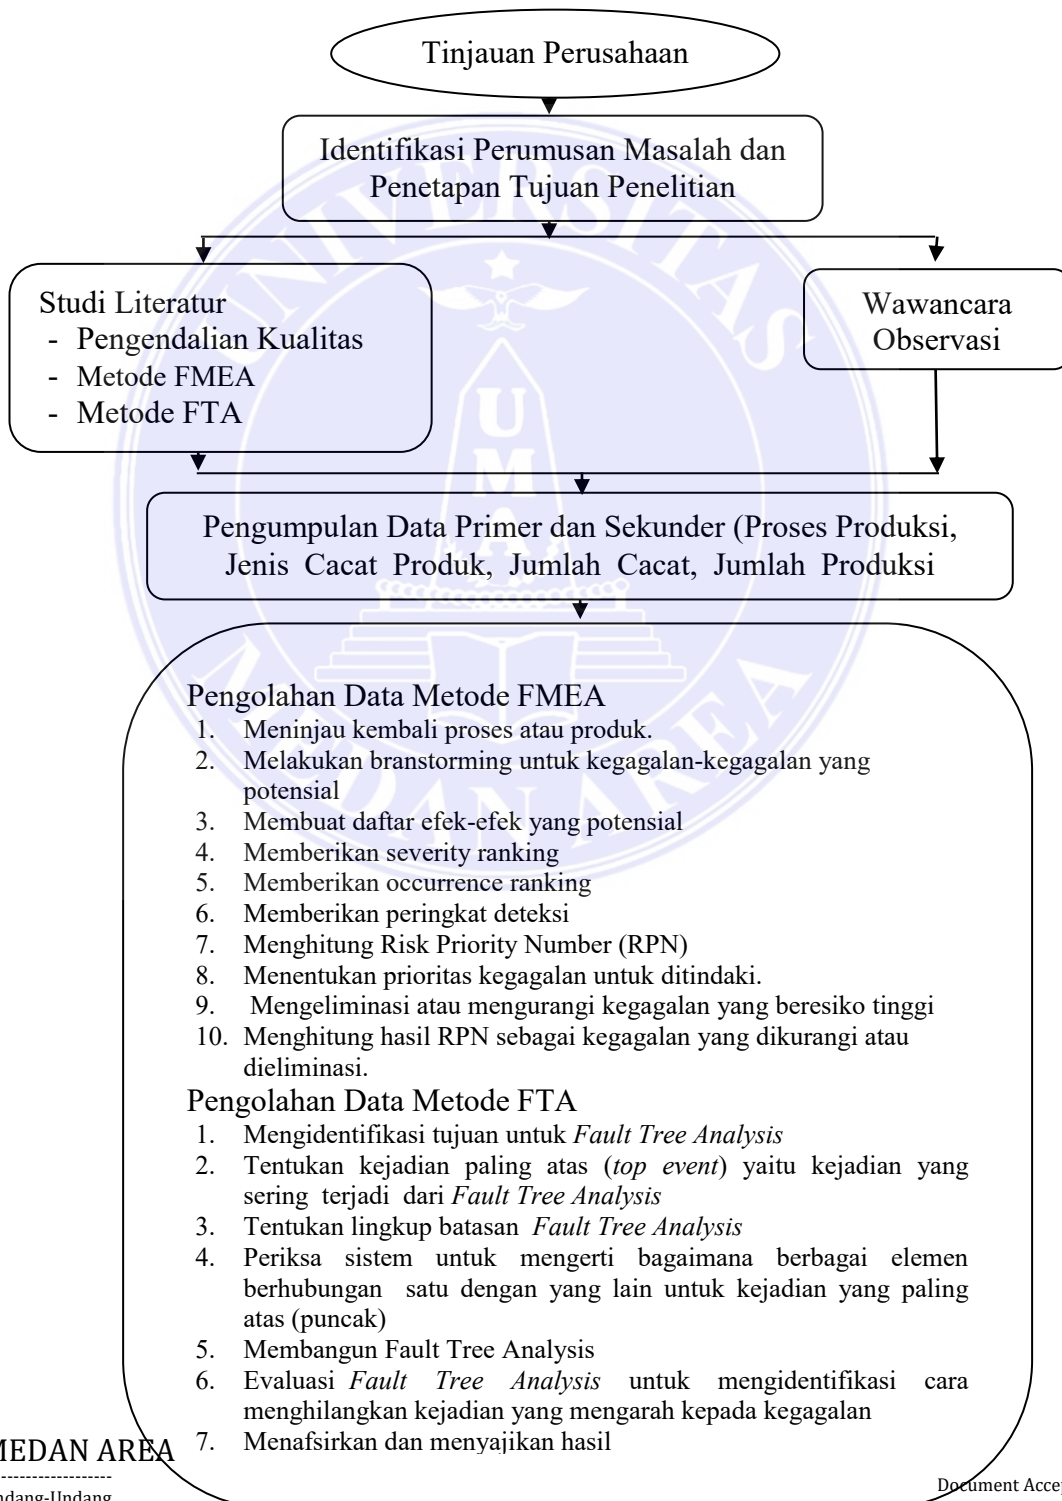 Tinjauan Perusahaan
Identifikasi Perumusan Masalah dan
Penetapan Tujuan Penelitian
Studi Literatur
- Pengendalian Kualitas
- Metode FMEA
- Metode FTA
Wawancara
Observasi
Pengumpulan Data Primer dan Sekunder (Proses Produksi,
Jenis Cacat Produk, Jumlah Cacat, Jumlah Produksi
Pengolahan Data Metode FMEA
1. Meninjau kembali proses atau produk.
2. Melakukan branstorming untuk kegagalan-kegagalan yang
potensial
3. Membuat daftar efek-efek yang potensial
4. Memberikan severity ranking
5. Memberikan occurrence ranking
6. Memberikan peringkat deteksi
7. Menghitung Risk Priority Number (RPN)
8. Menentukan prioritas kegagalan untuk ditindaki.
9. Mengeliminasi atau mengurangi kegagalan yang beresiko tinggi
10. Menghitung hasil RPN sebagai kegagalan yang dikurangi atau
dieliminasi.
Pengolahan Data Metode FTA
1. Mengidentifikasi tujuan untuk Fault Tree Analysis
2. Tentukan kejadian paling atas (top event) yaitu kejadian yang
sering terjadi dari Fault Tree Analysis
3. Tentukan lingkup batasan Fault Tree Analysis
4. Periksa sistem untuk mengerti bagaimana berbagai elemen
berhubungan satu dengan yang lain untuk kejadian yang paling
atas (puncak)
5. Membangun Fault Tree Analysis
6. Evaluasi Fault Tree Analysis untuk mengidentifikasi cara
menghilangkan kejadian yang mengarah kepada kegagalan
7. Menafsirkan dan menyajikan hasil
UNIVERSITAS
MEDAN AREA
UMA
MEDAN AREA
-------------------
ndang-Undang
Document Accep